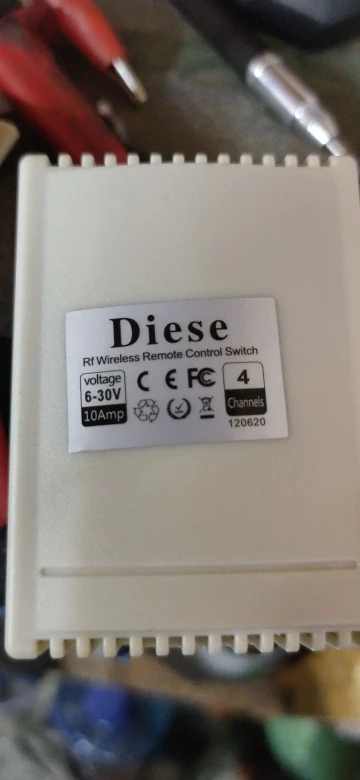 Diese
Rf Wireless Remote Control Switch
voltage
6-30V
10Amp
CE FC
4
Channels
120620